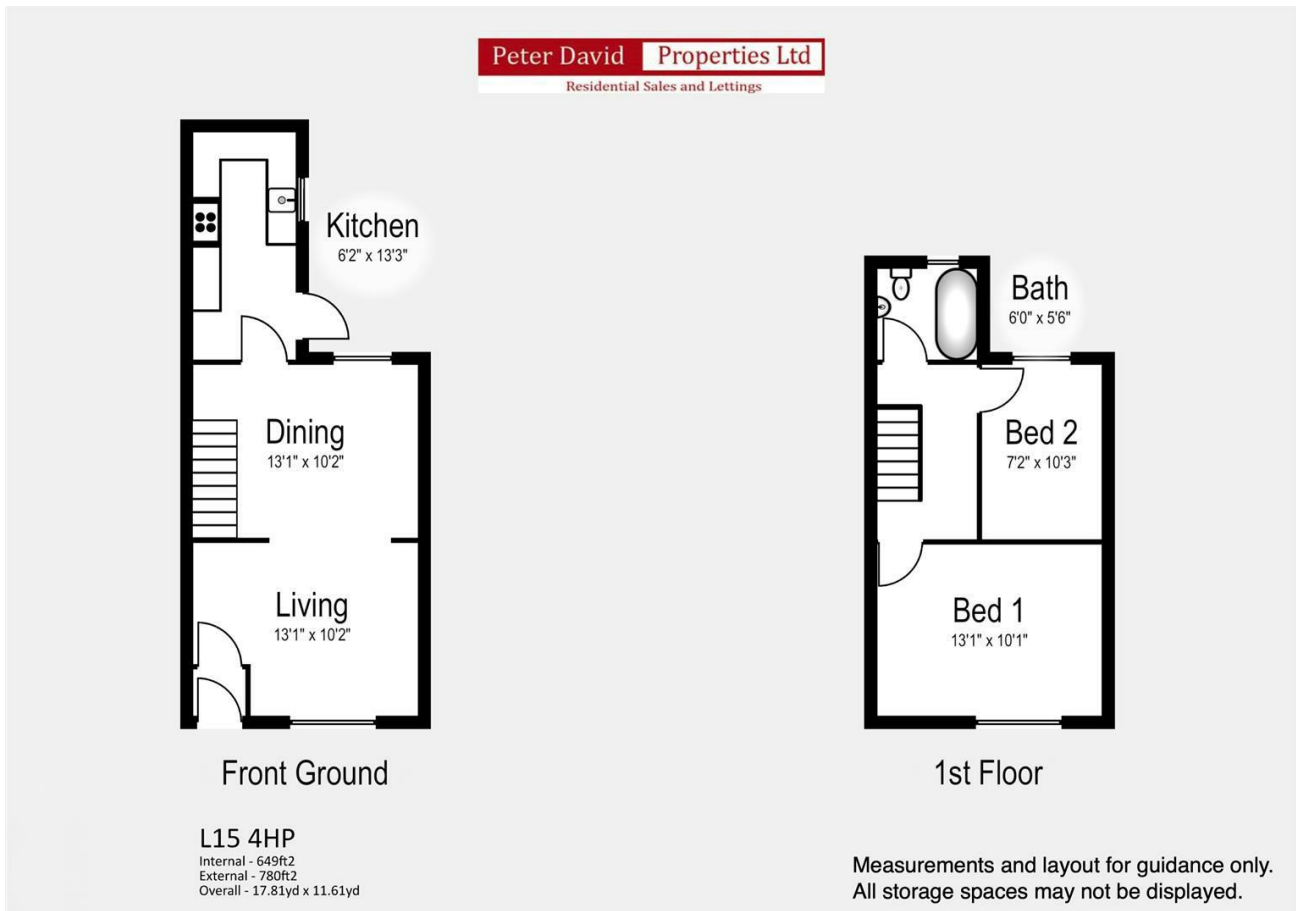 Peter David Properties Ltd
Residential Sales and Lettings
Kitchen
6'2" x 13'3"
Dining
13'1" x 10'2"
Living
13'1" x 10'2"
Front Ground
Bath
6'0" x 5'6"
Bed 2
7'2" x 10'3"
Bed 1
13'1" x 10'1"
1st Floor
L15 4HP
Internal - 649ft2
External - 780ft2
Overall - 17.81yd x 11.61yd
Measurements and layout for guidance only.
All storage spaces may not be displayed.